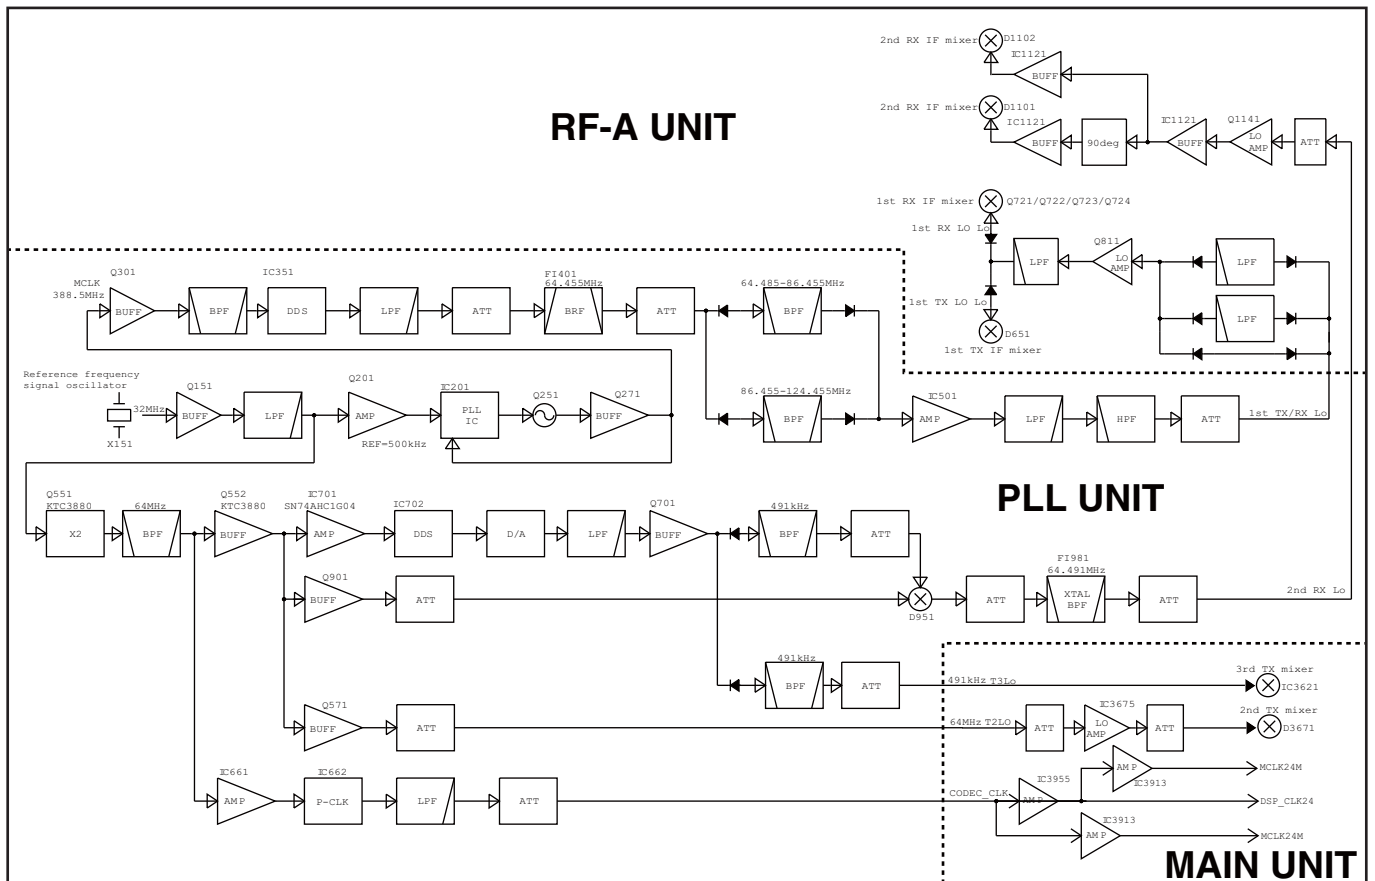 2nd RX IF mixer
D1102
IC1121
BUFF
RF-A UNIT
2nd RX IF mixer
D1101
IC1121
BUFF
90deg
IC1121
BUFF
Q1141
LO
AMP
ATT
1st RX IF mixer
Q721/Q722/Q723/Q724
1st RX LO Lo
LPF
Q811
LO
AMP
LPF
LPF
1st TX LO Lo
D651
1st TX IF mixer
MCLK
388.5MHz
Q301
BUFF
BPF
IC351
DDS
LPF
ATT
FI401
64.455MHz
BRF
ATT
64.485-86.455MHz
BPF
Reference frequency
signal oscillator
32MHz
X151
Q151
BUFF
LPF
Q201
AMP
REF=500kHz
IC201
PLL
IC
Q251
Q271
BUFF
86.455-124.455MHz
BPF
IC501
AMP
LPF
HPF
ATT
1st TX/RX Lo
PLL UNIT
Q551
KTC3880
X2
64MHz
BPF
Q552
KTC3880
BUFF
IC701
SN74AHC1G04
AMP
IC702
DDS
D/A
LPF
Q701
BUFF
491kHz
BPF
ATT
Q901
BUFF
ATT
D951
ATT
FI981
64.491MHz
XTAL
BPF
ATT
2nd RX Lo
491kHz
BPF
ATT
491kHz T3Lo
3rd TX mixer
IC3621
Q571
BUFF
ATT
64MHz T2LO
ATT
IC3675
LO
AMP
ATT
2nd TX mixer
D3671
IC661
AMP
IC662
P-CLK
LPF
ATT
CODEC_CLK
IC3955
AMP
AMP
IC3913
MCLK24M
DSP_CLK24
IC3913
AMP
MCLK24M
MAIN UNIT